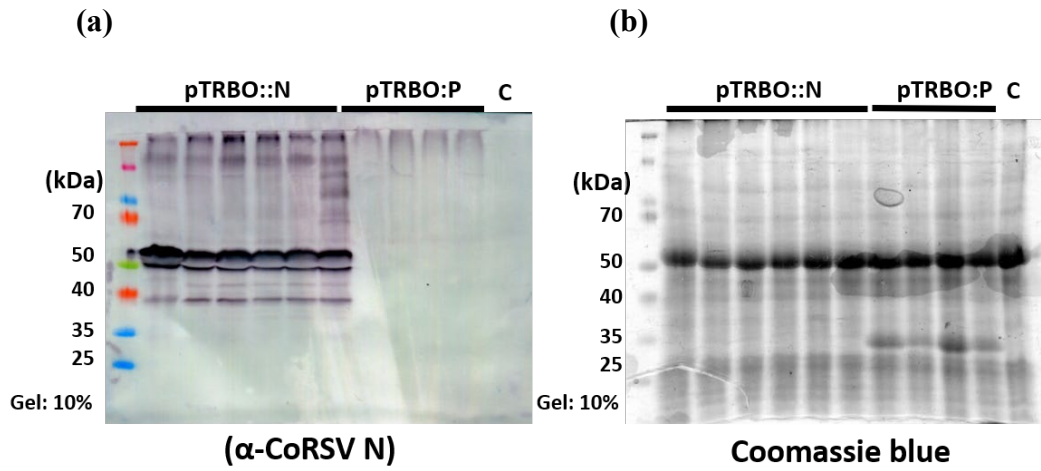 (a)
pTRBO::N
pTRBO:P
C
(kDa)
70
50
40
35
25
Gel: 10%
(α-CoRSV N)
(b)
pTRBO::N
pTRBO:P
C
(kDa)
70
50
40
35
25
Gel: 10%
Coomassie blue